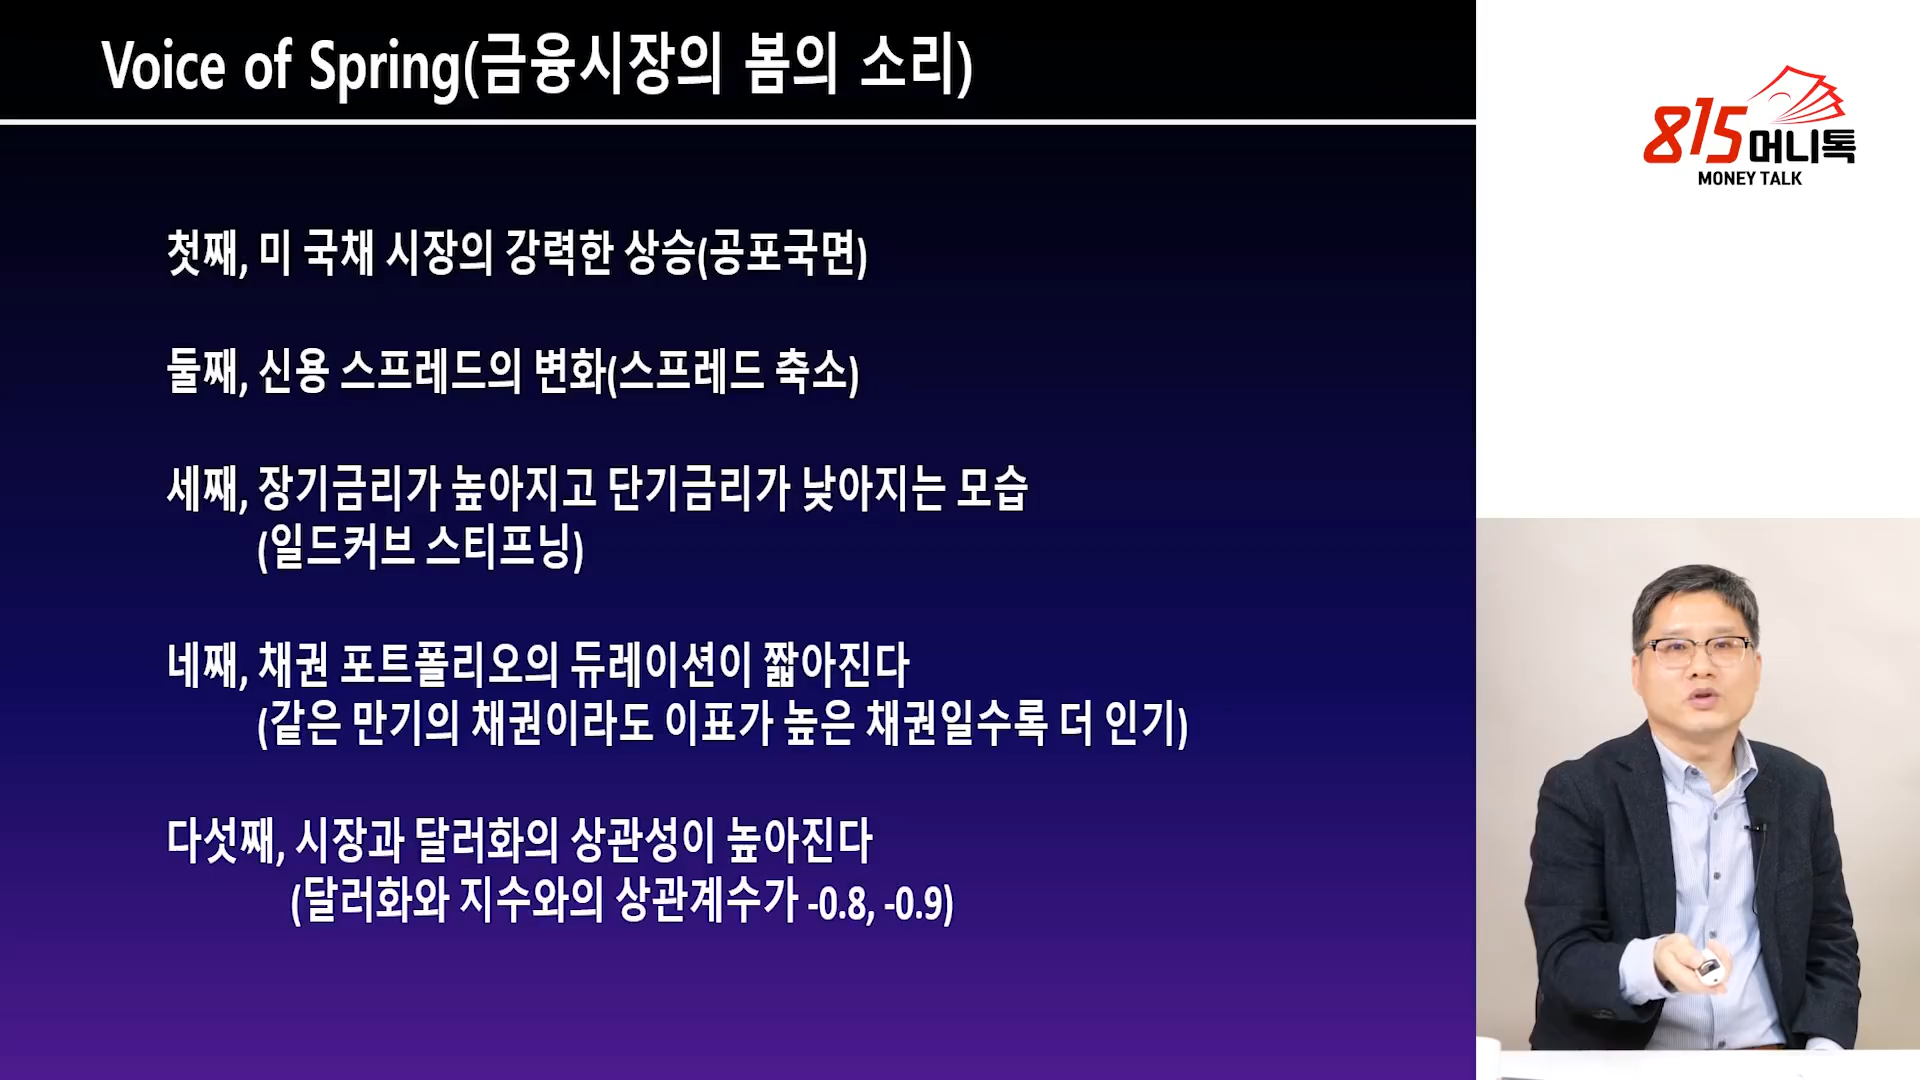 Voice of Spring(금융시장의 봄의 소리)
815머니톡
MONEY TALK
첫째, 미 국채 시장의 강력한 상승(공포국면)
둘째, 신용 스프레드의 변화(스프레드 축소)
세째, 장기금리가 높아지고 단기금리가 낮아지는 모습
(일드커브 스티프닝)
네째, 채권 포트폴리오의 듀레이션이 짧아진다
(같은 만기의 채권이라도 이표가 높은 채권일수록 더 인기)
다섯째, 시장과 달러화의 상관성이 높아진다
(달러화와 지수와의 상관계수가 -0.8, -0.9)